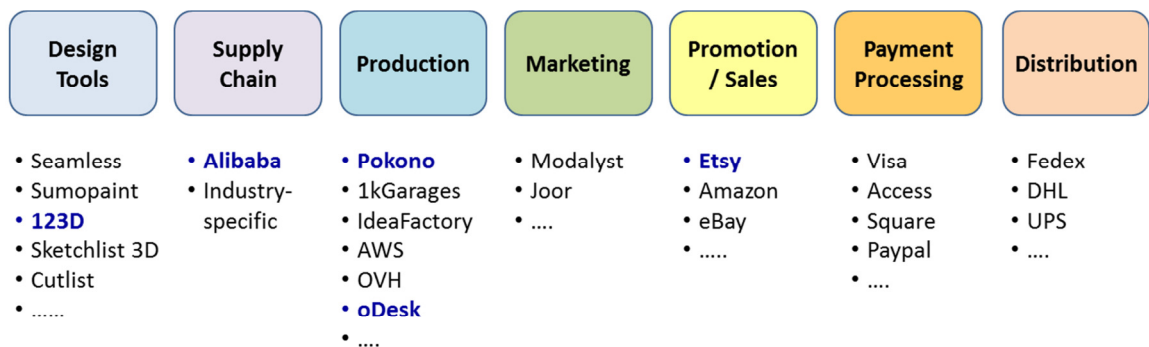 Design
Tools
Supply
Chain
Production
Marketing
Promotion
/ Sales
Payment
Processing
Distribution
• Seamless
• Sumopaint
• 123D
• Sketchlist 3D
• Cutlist
• ......
• Alibaba
• Industry-
specific
• Pokono
• 1kGarages
• IdeaFactory
• AWS
• OVH
• oDesk
• ....
• Modalyst
• Joor
• ....
• Etsy
• Amazon
• eBay
• .....
• Visa
• Access
• Square
• Paypal
• ....
• Fedex
• DHL
• UPS
• ....